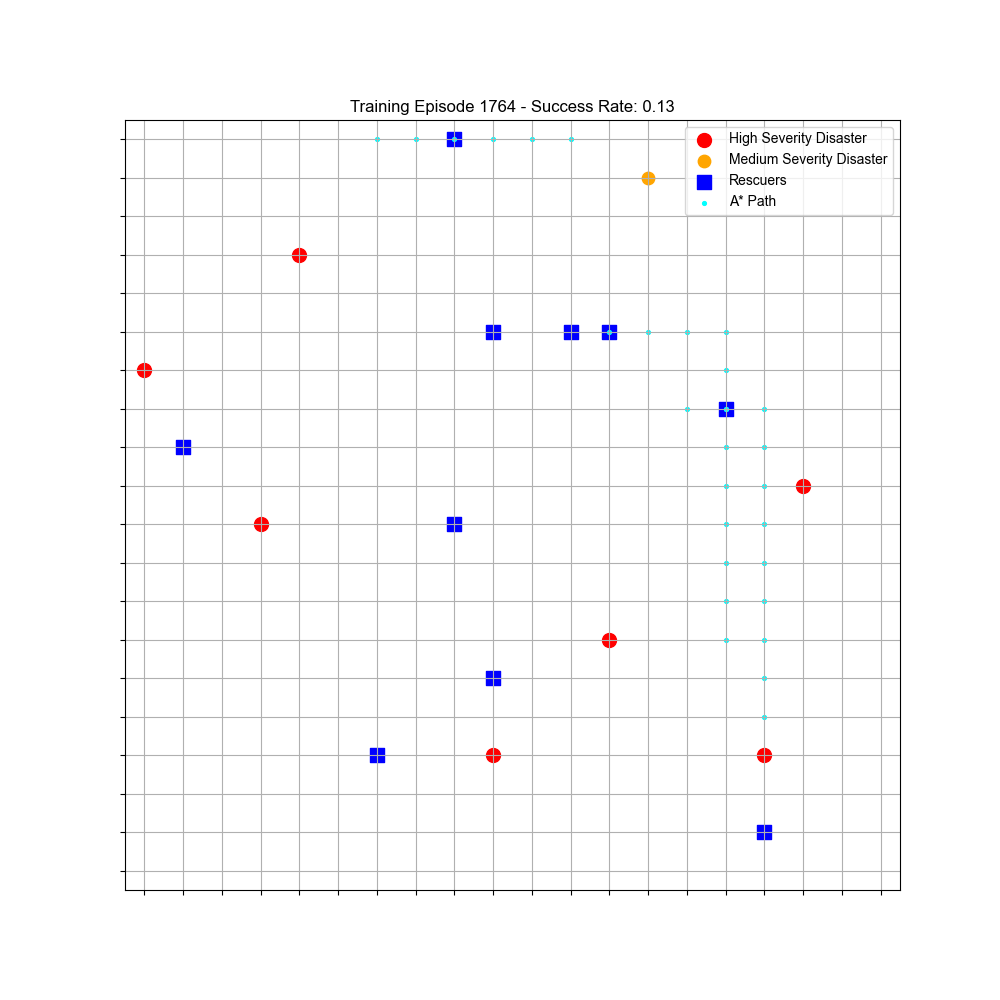 Training Episode 1764 - Success Rate: 0.13
High Severity Disaster
Medium Severity Disaster
Rescuers
A* Path